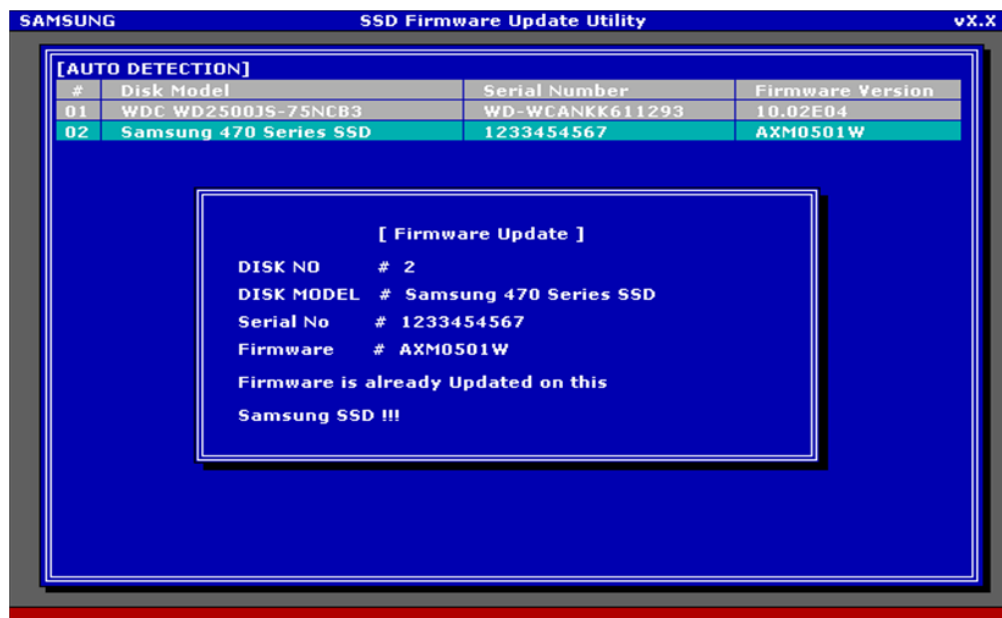 SAMSUNG SSD Firmware Update Utility vX.X
[AUTO DETECTION]
# Disk Model Serial Number Firmware Version
01 WDC WD2500JS-75NCB3 WD-WCANKK611293 10.02E04
02 Samsung 470 Series SSD 1233454567 AXM0501W
[ Firmware Update ]
DISK NO # 2
DISK MODEL # Samsung 470 Series SSD
Serial No # 1233454567
Firmware # AXM0501W
Firmware is already Updated on this
Samsung SSD !!!